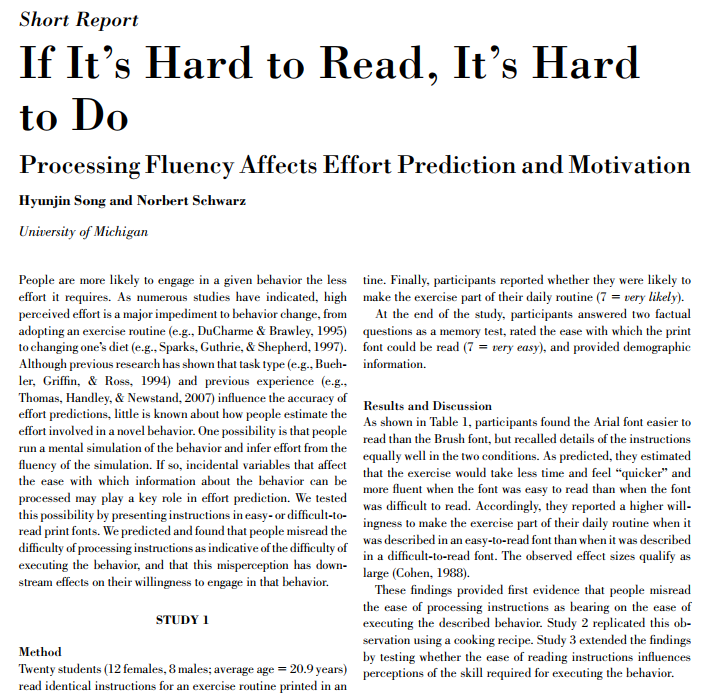 Short Report
If It's Hard to Read, It's Hard
to Do
Processing Fluency Affects Effort Prediction and Motivation
Hyunjin Song and Norbert Schwarz
University of Michigan
People are more likely to engage in a given behavior the less
effort it requires. As numerous studies have indicated, high
perceived effort is a major impediment to behavior change, from
adopting an exercise routine (e.g., DuCharme & Brawley, 1995)
to changing one's diet (e.g., Sparks, Guthrie, & Shepherd, 1997).
Although previous research has shown that task type (e.g., Bueh-
ler, Griffin, & Ross, 1994) and previous experience (e.g.,
Thomas, Handley, & Newstand, 2007) influence the accuracy of
effort predictions, little is known about how people estimate the
effort involved in a novel behavior. One possibility is that people
run a mental simulation of the behavior and infer effort from the
fluency of the simulation. If so, incidental variables that affect
the ease with which information about the behavior can be
processed may play a key role in effort prediction. We tested
this possibility by presenting instructions in easy- or difficult-to-
read print fonts. We predicted and found that people misread the
difficulty of processing instructions as indicative of the difficulty of
executing the behavior, and that this misperception has down-
stream effects on their willingness to engage in that behavior.
STUDY 1
Method
Twenty students (12 females, 8 males; average age = 20.9 years)
read identical instructions for an exercise routine printed in an
tine. Finally, participants reported whether they were likely to
make the exercise part of their daily routine (7 = very likely).
At the end of the study, participants answered two factual
questions as a memory test, rated the ease with which the print
font could be read (7 = very easy), and provided demographic
information.
Results and Discussion
As shown in Table 1, participants found the Arial font easier to
read than the Brush font, but recalled details of the instructions
equally well in the two conditions. As predicted, they estimated
that the exercise would take less time and feel "quicker" and
more fluent when the font was easy to read than when the font
was difficult to read. Accordingly, they reported a higher will-
ingness to make the exercise part of their daily routine when it
was described in an easy-to-read font than when it was described
in a difficult-to-read font. The observed effect sizes qualify as
large (Cohen, 1988).
These findings provided first evidence that people misread
the ease of processing instructions as bearing on the ease of
executing the described behavior. Study 2 replicated this ob-
servation using a cooking recipe. Study 3 extended the findings
by testing whether the ease of reading instructions influences
perceptions of the skill required for executing the behavior.